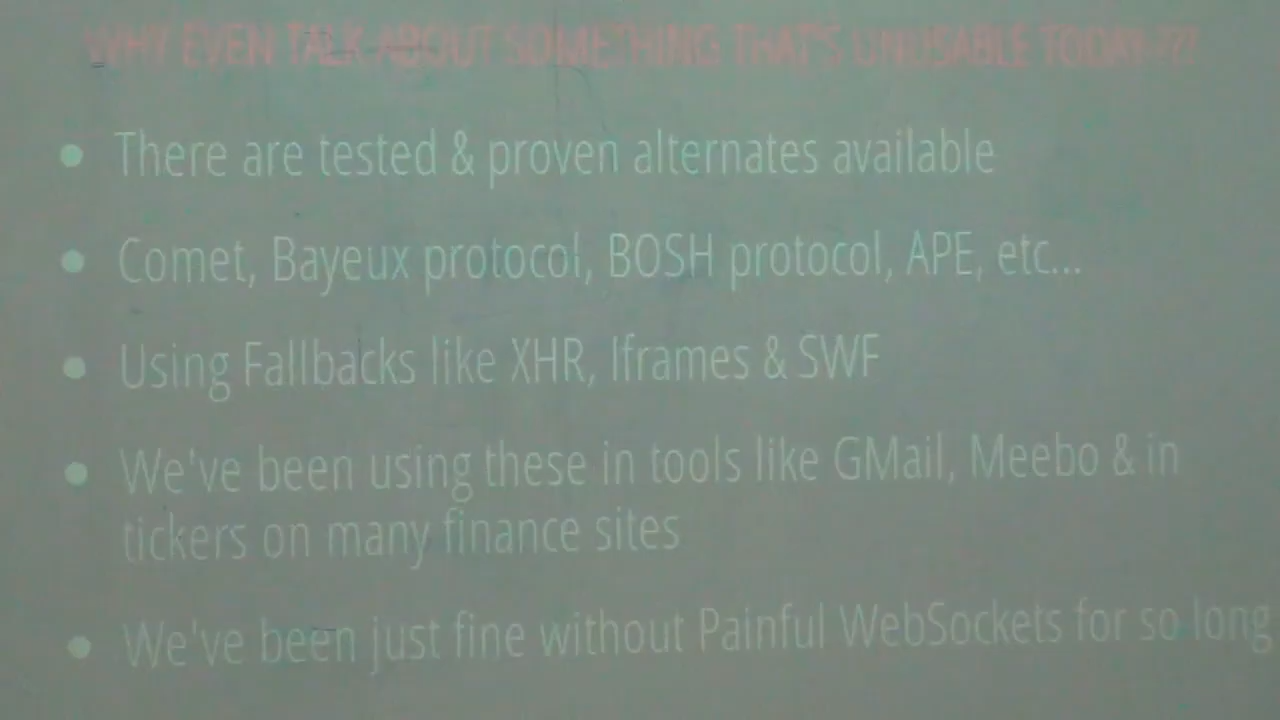 WHY EVEN TALK ABOUT SOMETHING THAT'S UNUSABLE TODAY??
There are tested & proven alternates available
Comet, Bayeux protocol, BOSH protocol, APE, etc...
Using Fallbacks like XHR, Iframes & SWF
We've been using these in tools like GMail, Meebo & in
tickers on many finance sites
We've been just fine without Painful WebSockets for so long